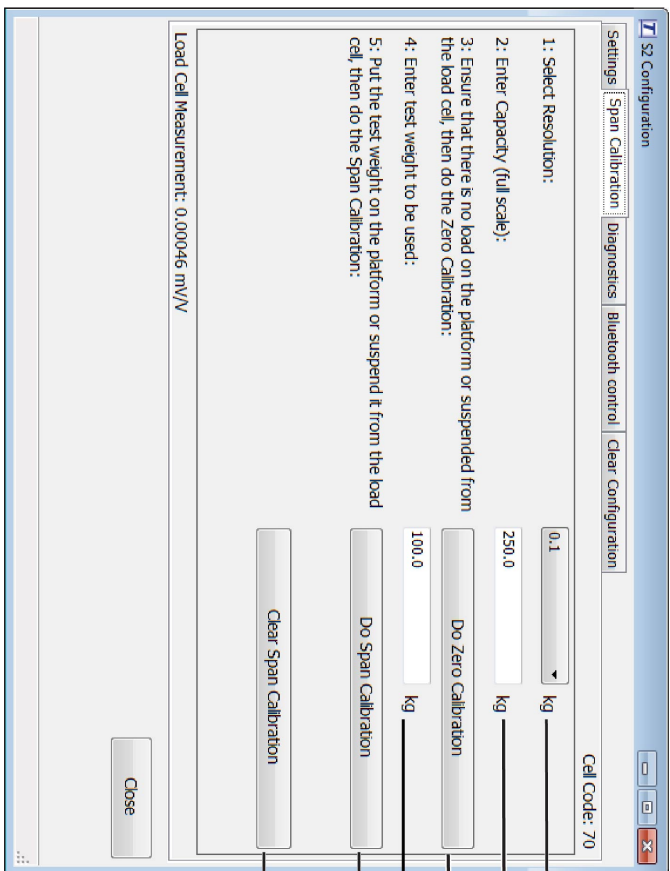 S2 Configuration
Settings Span Calibration Diagnostics Bluetooth control Clear Configuration
Cell Code: 70
1: Select Resolution: 0.1 kg
2: Enter Capacity (full scale): 250.0 kg
3: Ensure that there is no load on the platform or suspended from
the load cell, then do the Zero Calibration:
Do Zero Calibration
4: Enter test weight to be used: 100.0 kg
5: Put the test weight on the platform or suspend it from the load
cell, then do the Span Calibration:
Do Span Calibration
Clear Span Calibration
Load Cell Measurement: 0.00046 mV/V
Close